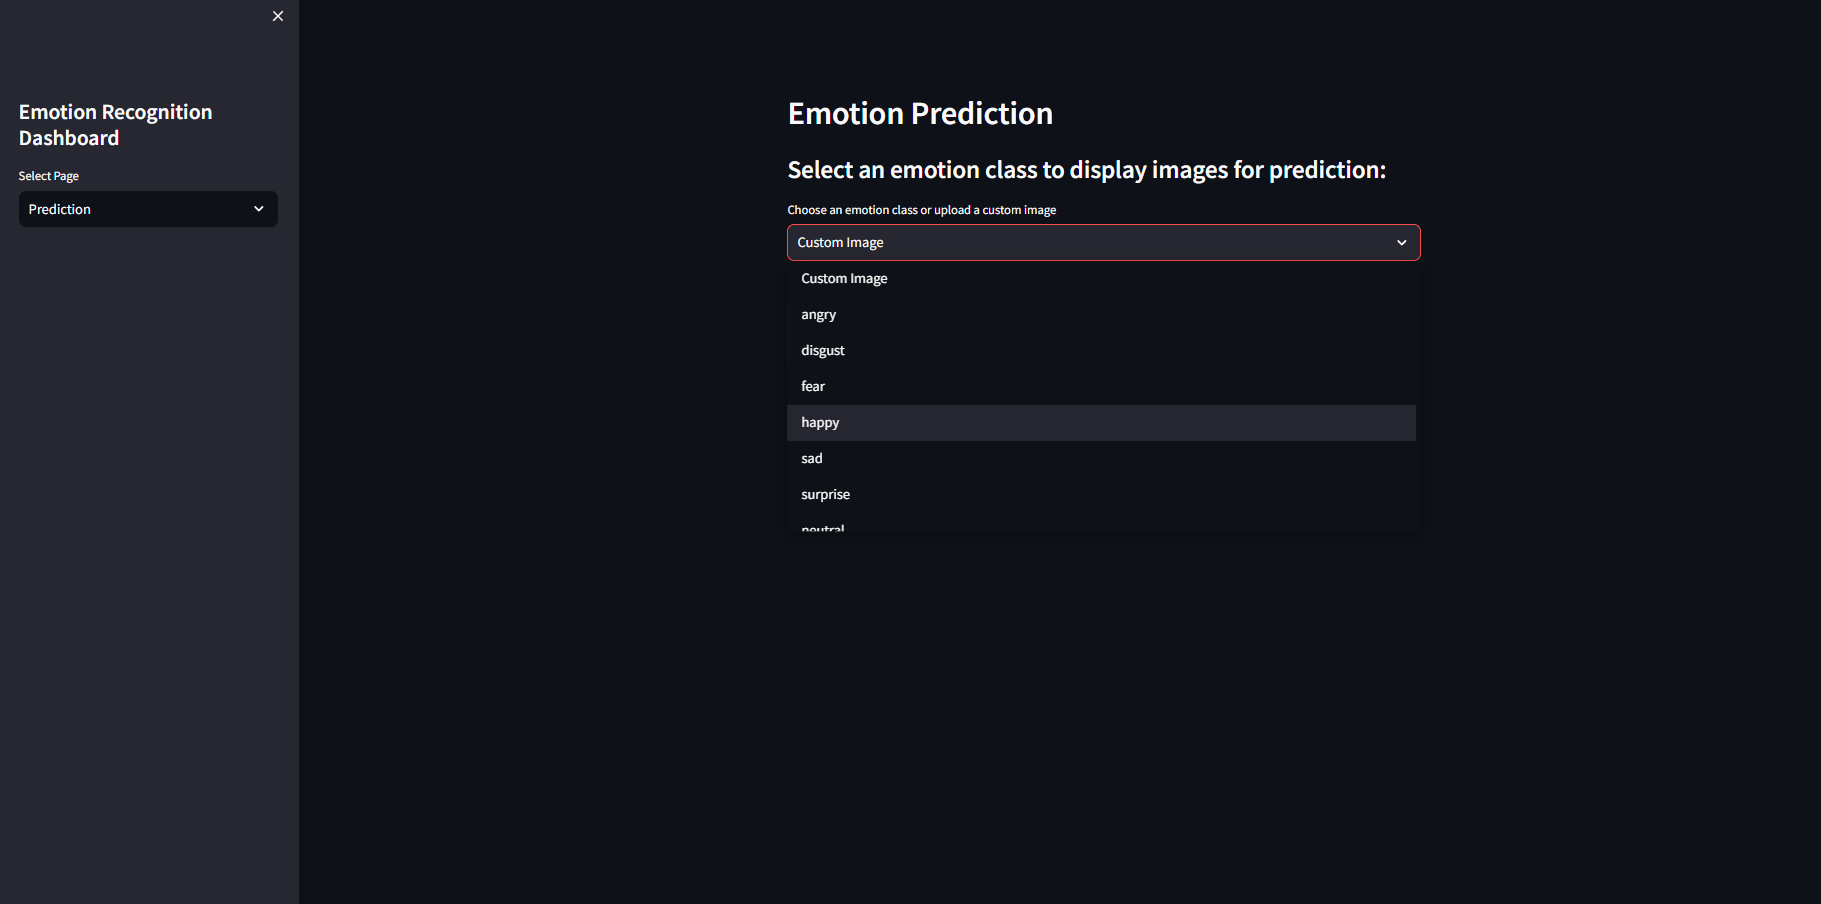 Emotion Recognition
Dashboard
Select Page
Prediction
Emotion Prediction
Select an emotion class to display images for prediction:
Choose an emotion class or upload a custom image
Custom Image
Custom Image
angry
disgust
fear
happy
sad
surprise
neutral